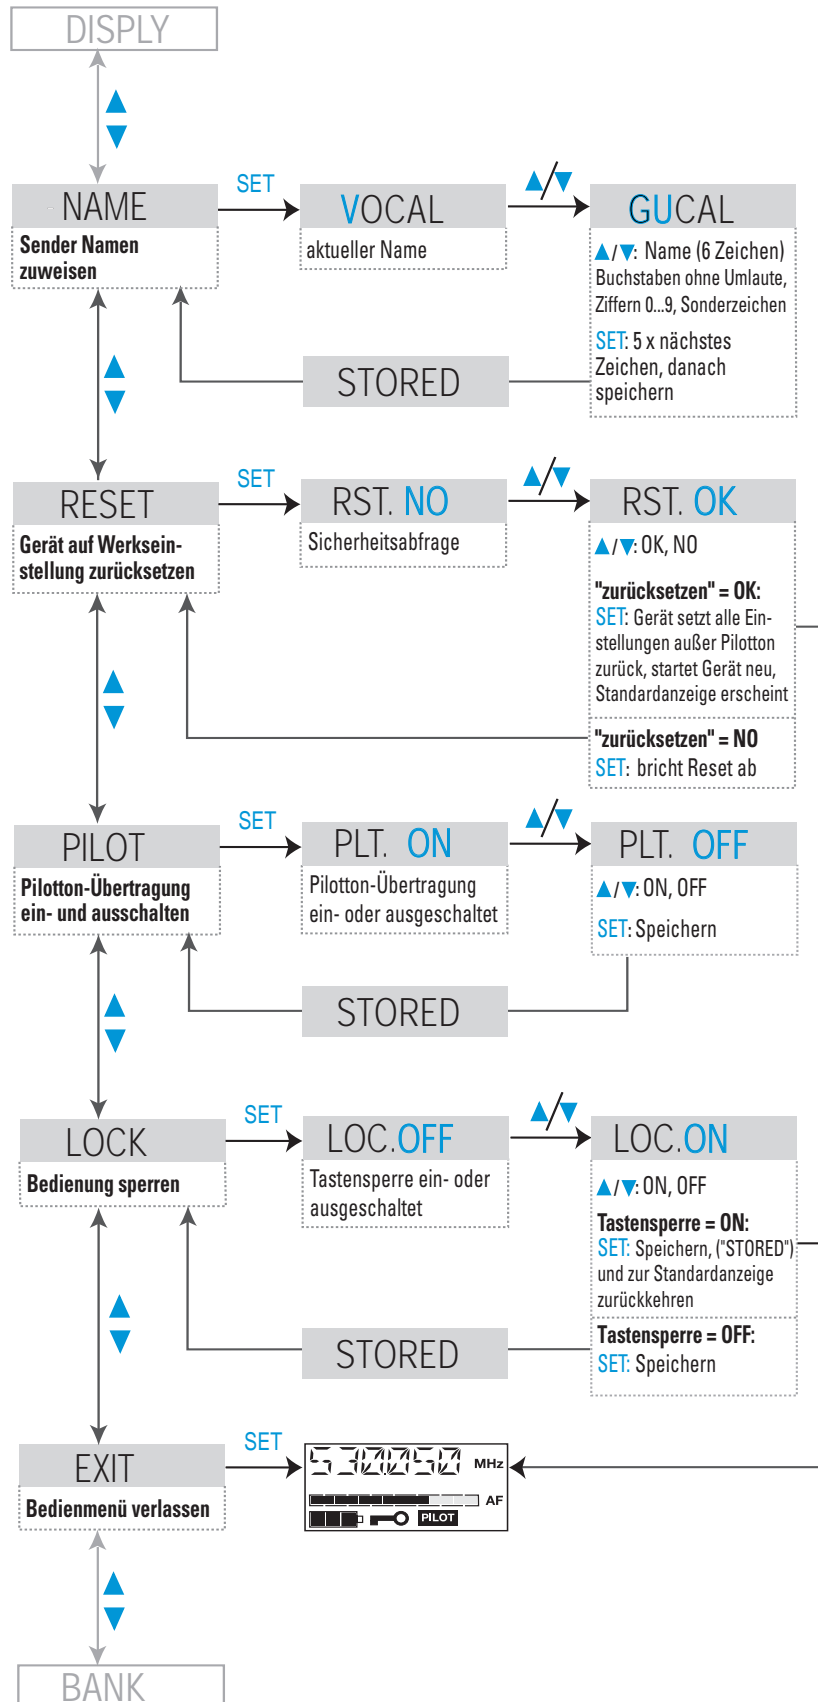 DISPLY
NAME
SET
VOCAL
GUCAL
Sender Namen
zuweisen
aktueller Name
▲/▼: Name (6 Zeichen)
Buchstaben ohne Umlaute,
Ziffern 0...9, Sonderzeichen
SET: 5 x nächstes
Zeichen, danach
speichern
STORED
RESET
SET
RST. NO
RST. OK
Gerät auf Werksein-
stellung zurücksetzen
Sicherheitsabfrage
▲/▼: OK, NO
"zurücksetzen" = OK:
SET: Gerät setzt alle Ein-
stellungen außer Pilotton
zurück, startet Gerät neu,
Standardanzeige erscheint
"zurücksetzen" = NO
SET: bricht Reset ab
PILOT
SET
PLT. ON
PLT. OFF
Pilotton-Übertragung
ein- und ausschalten
Pilotton-Übertragung
ein- oder ausgeschaltet
▲/▼: ON, OFF
SET: Speichern
STORED
LOCK
SET
LOC.OFF
LOC.ON
Bedienung sperren
Tastensperre ein- oder
ausgeschaltet
▲/▼: ON, OFF
Tastensperre = ON:
SET: Speichern, ("STORED")
und zur Standardanzeige
zurückkehren
Tastensperre = OFF:
SET: Speichern
STORED
EXIT
SET
530.050 MHz
AF
PILOT
Bedienmenü verlassen
BANK